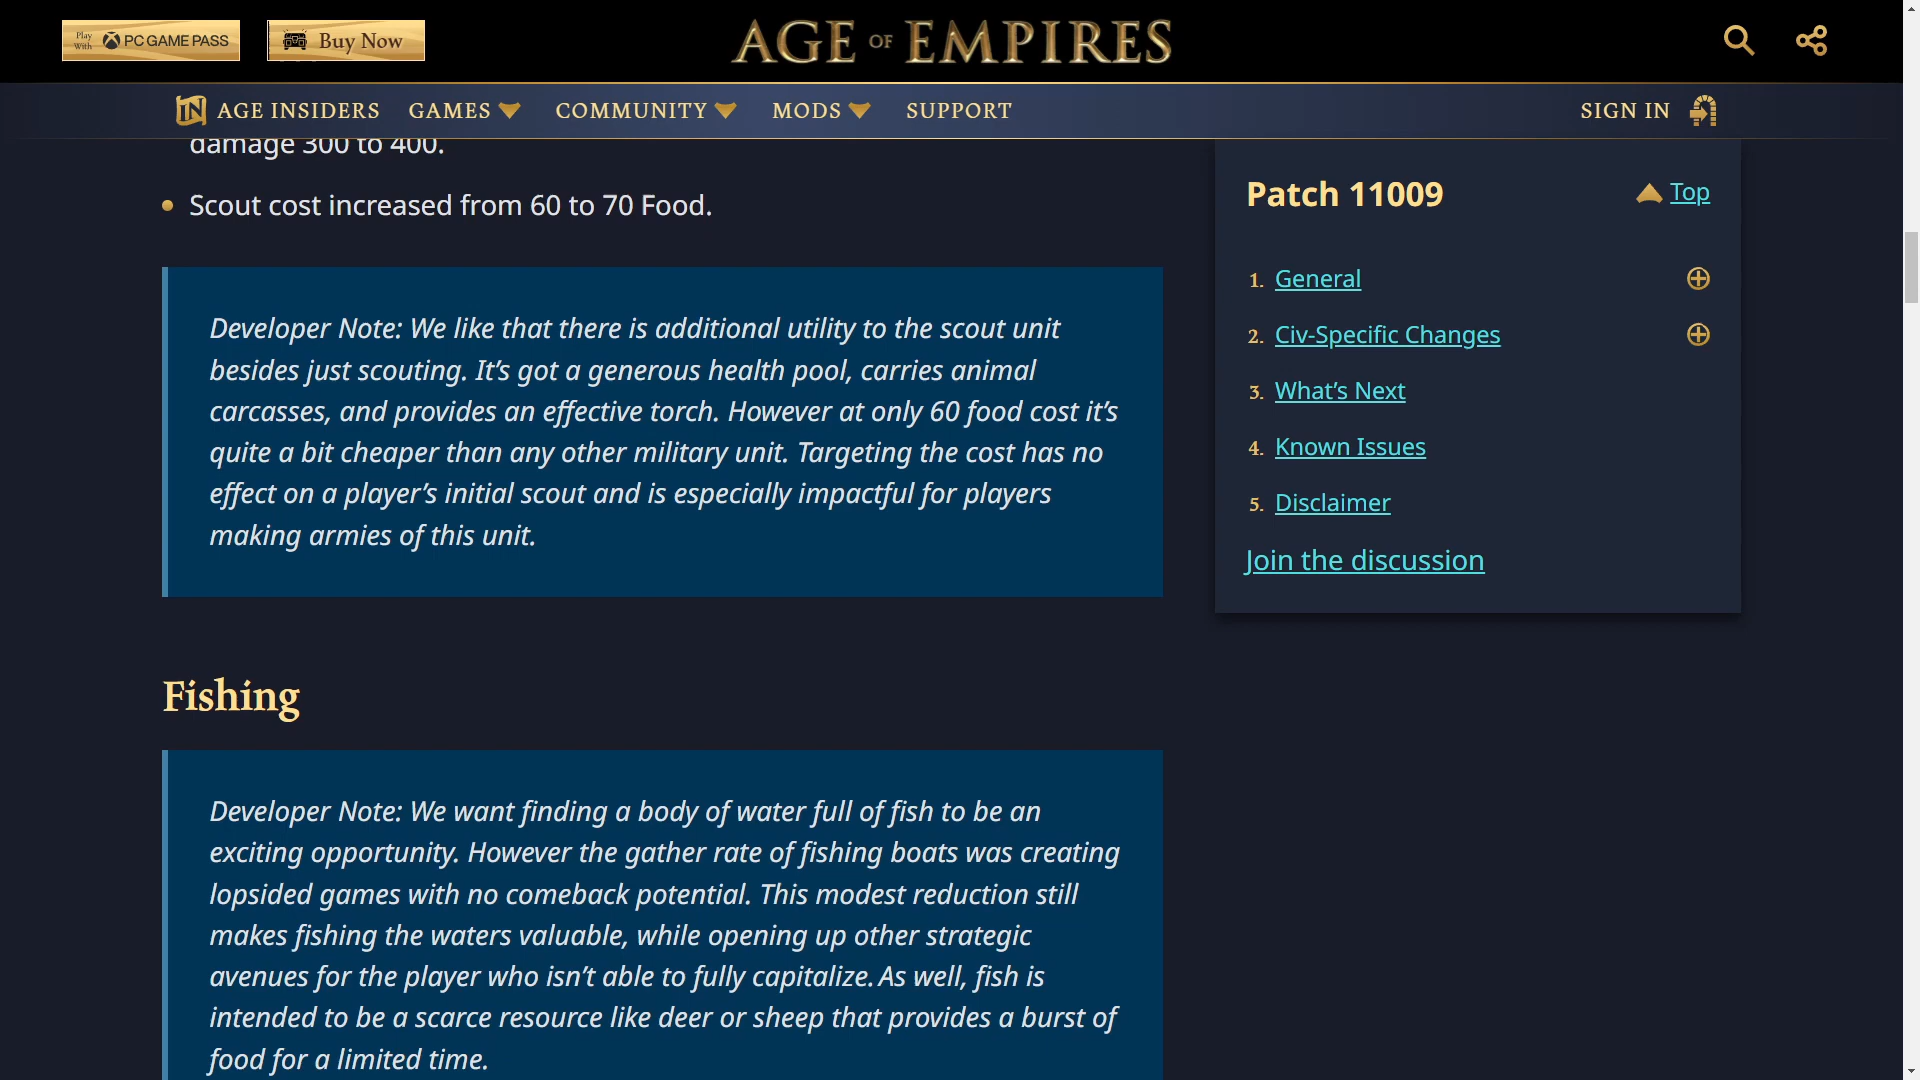 Play
With
PC GAME PASS
Buy Now
AGE OF EMPIRES
IN AGE INSIDERS
GAMES
COMMUNITY
MODS
SUPPORT
SIGN IN
damage 300 to 400.
Scout cost increased from 60 to 70 Food.
Developer Note: We like that there is additional utility to the scout unit
besides just scouting. It’s got a generous health pool, carries animal
carcasses, and provides an effective torch. However at only 60 food cost it’s
quite a bit cheaper than any other military unit. Targeting the cost has no
effect on a player’s initial scout and is especially impactful for players
making armies of this unit.
Fishing
Developer Note: We want finding a body of water full of fish to be an
exciting opportunity. However the gather rate of fishing boats was creating
lopsided games with no comeback potential. This modest reduction still
makes fishing the waters valuable, while opening up other strategic
avenues for the player who isn’t able to fully capitalize. As well, fish is
intended to be a scarce resource like deer or sheep that provides a burst of
food for a limited time.
Patch 11009
Top
1. General
2. Civ-Specific Changes
3. What’s Next
4. Known Issues
5. Disclaimer
Join the discussion